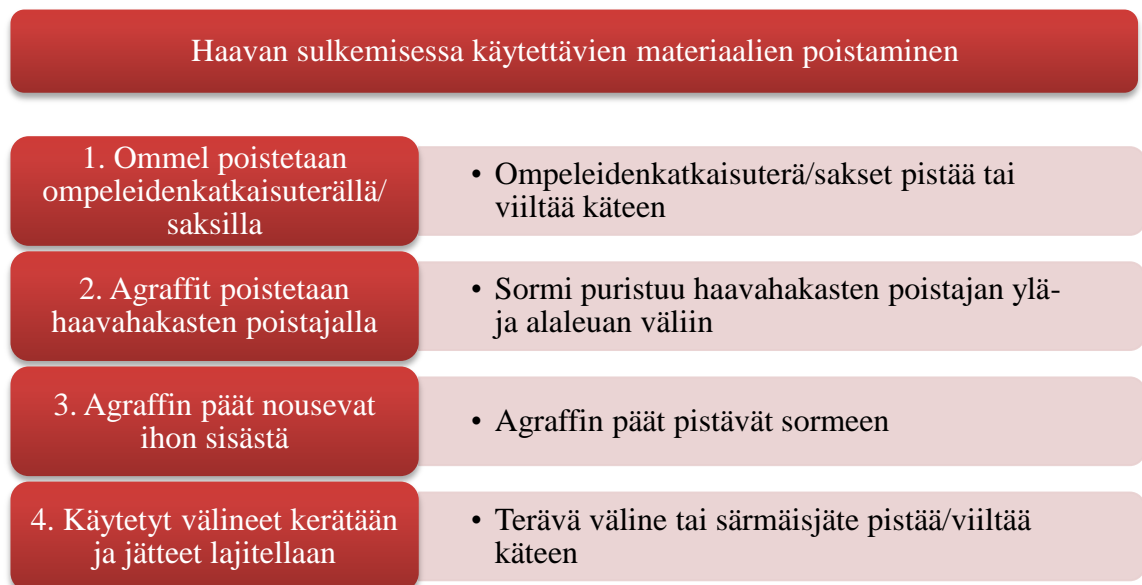 Haavan sulkemisessa käytettävien materiaalien poistaminen
1. Ommel poistetaan
ompeleidenkatkaisuterällä/
saksilla
• Ompeleidenkatkaisuterä/sakset pistää tai
viiltää käteen
2. Agraffit poistetaan
haavahakasten poistajalla
• Sormi puristuu haavahakasten poistajan ylä-
ja alaleuan väliin
3. Agraffin päät nousevat
ihon sisästä
• Agraffin päät pistävät sormeen
4. Käytetyt välineet kerätään
ja jätteet lajitellaan
• Terävä väline tai särmäisjäte pistää/viiltää
käteen